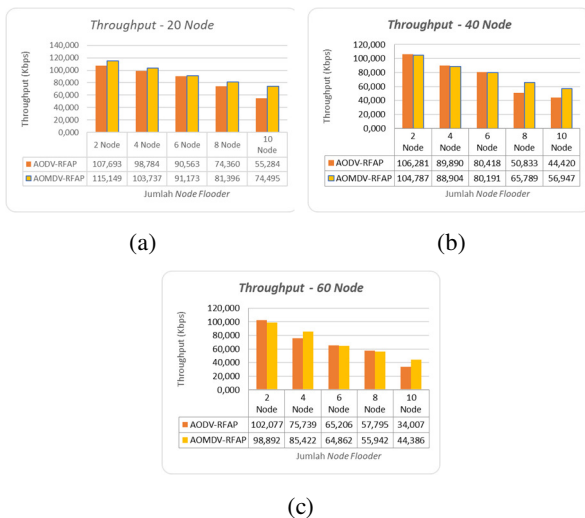 Throughput - 20 Node
Throughput (Kbps)
140,000
120,000
100,000
80,000
60,000
40,000
20,000
0,000
2 Node 4 Node 6 Node 8 Node 10 Node
AODV-RFAP 107,693 98,784 90,563 74,360 55,284
AOMDV-RFAP 115,149 103,737 91,173 81,396 74,495
Jumlah Node Flooder
(a)
Throughput - 40 Node
Throughput (Kbps)
120,000
100,000
80,000
60,000
40,000
20,000
0,000
2 Node 4 Node 6 Node 8 Node 10 Node
AODV-RFAP 106,281 89,890 80,418 50,833 44,420
AOMDV-RFAP 104,787 88,904 80,191 65,789 56,947
Jumlah Node Flooder
(b)
Throughput - 60 Node
Throughput (Kbps)
120,000
100,000
80,000
60,000
40,000
20,000
0,000
2 Node 4 Node 6 Node 8 Node 10 Node
AODV-RFAP 102,077 75,739 65,206 57,795 34,007
AOMDV-RFAP 98,892 85,422 64,862 55,942 44,386
Jumlah Node Flooder
(c)